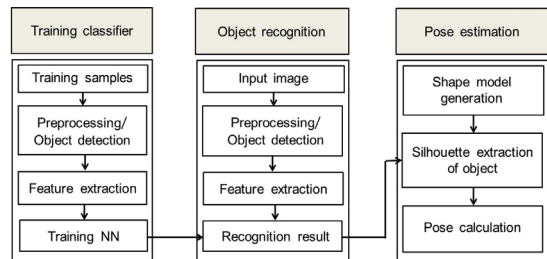 Training classifier
Training samples
Preprocessing/
Object detection
Feature extraction
Training NN
Object recognition
Input image
Preprocessing/
Object detection
Feature extraction
Recognition result
Pose estimation
Shape model
generation
Silhouette extraction
of object
Pose calculation